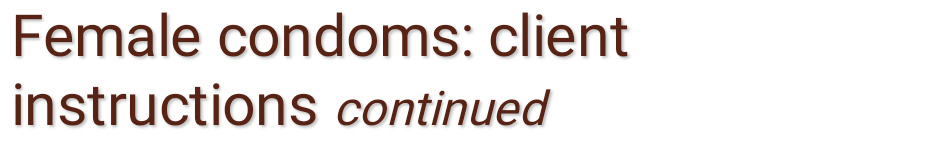 Female condoms: client
instructions continued